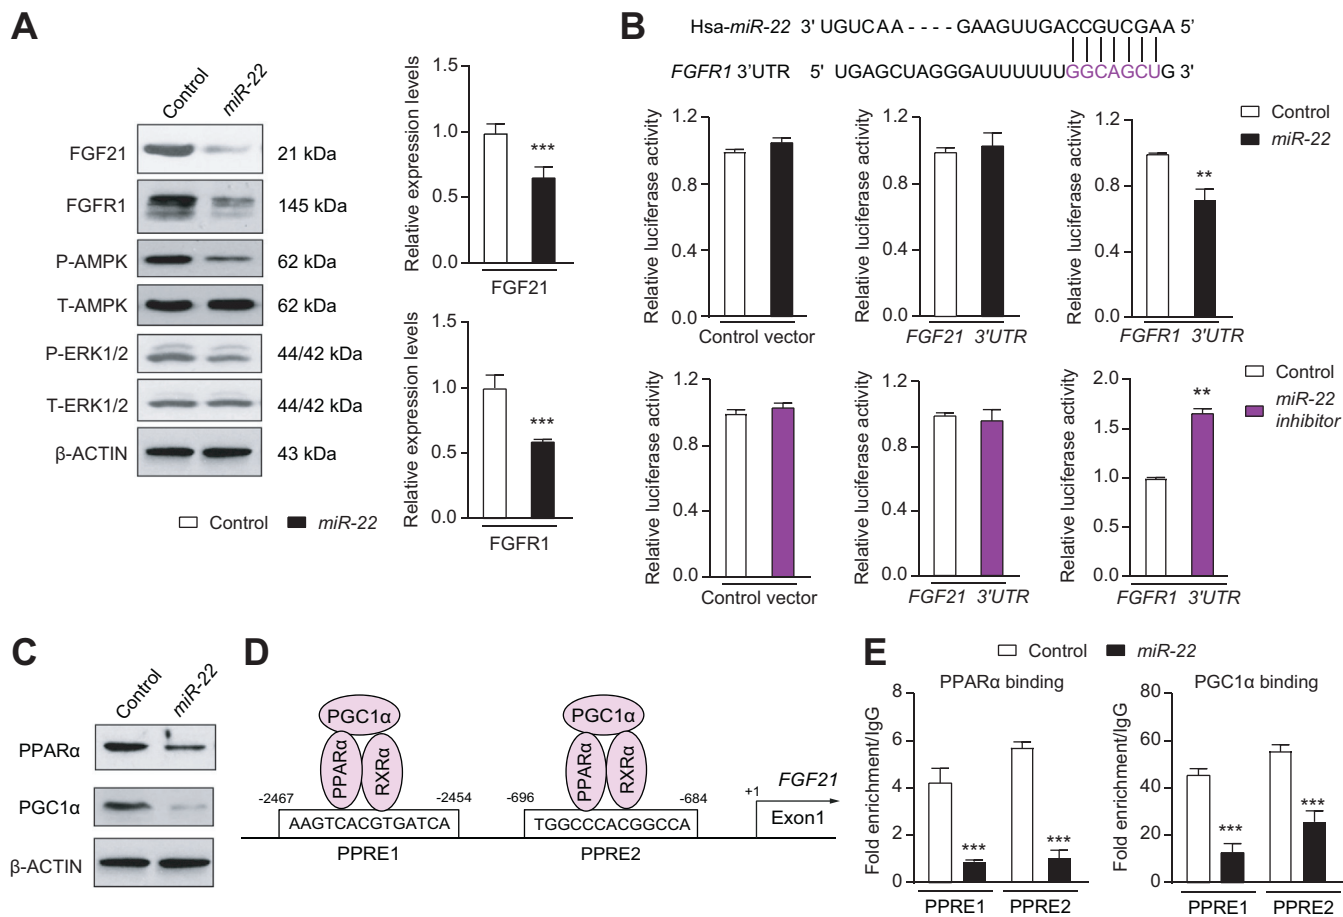 A
Control
miR-22
FGF21
21 kDa
FGFR1
145 kDa
P-AMPK
62 kDa
T-AMPK
62 kDa
P-ERK1/2
44/42 kDa
T-ERK1/2
44/42 kDa
β-ACTIN
43 kDa
Relative expression levels
1.5
1.0
0.5
0.0
***
FGF21
Relative expression levels
1.5
1.0
0.5
0.0
***
FGFR1
Control
miR-22
B
Hsa-miR-22 3' UGUCAA - - - - GAAGUUGACCGUCGAA 5'
FGFR1 3'UTR 5' UGAGCUAGGGAUUUUUUGGCAGCUG 3'
Control
miR-22
Relative luciferase activity
1.2
0.8
0.4
0.0
Control vector
Relative luciferase activity
1.2
0.8
0.4
0.0
FGF21 3'UTR
Relative luciferase activity
1.2
0.8
0.4
0.0
**
FGFR1 3'UTR
Control
miR-22
inhibitor
Relative luciferase activity
1.2
0.8
0.4
0.0
Control vector
Relative luciferase activity
1.2
0.8
0.4
0.0
FGF21 3'UTR
Relative luciferase activity
2.0
1.5
1.0
0.5
0.0
**
FGFR1 3'UTR
C
Control
miR-22
PPARα
PGC1α
β-ACTIN
D
PGC1α
PPARα
RXRα
-2467
-2454
AAGTCACGTGATCA
PPRE1
PGC1α
PPARα
RXRα
-696
-684
TGGCCCACGGCCA
PPRE2
FGF21
+1
Exon1
E
Control
miR-22
PPARα binding
Fold enrichment/IgG
8
6
4
2
0
***
***
PPRE1
PPRE2
PGC1α binding
Fold enrichment/IgG
80
60
40
20
0
***
***
PPRE1
PPRE2